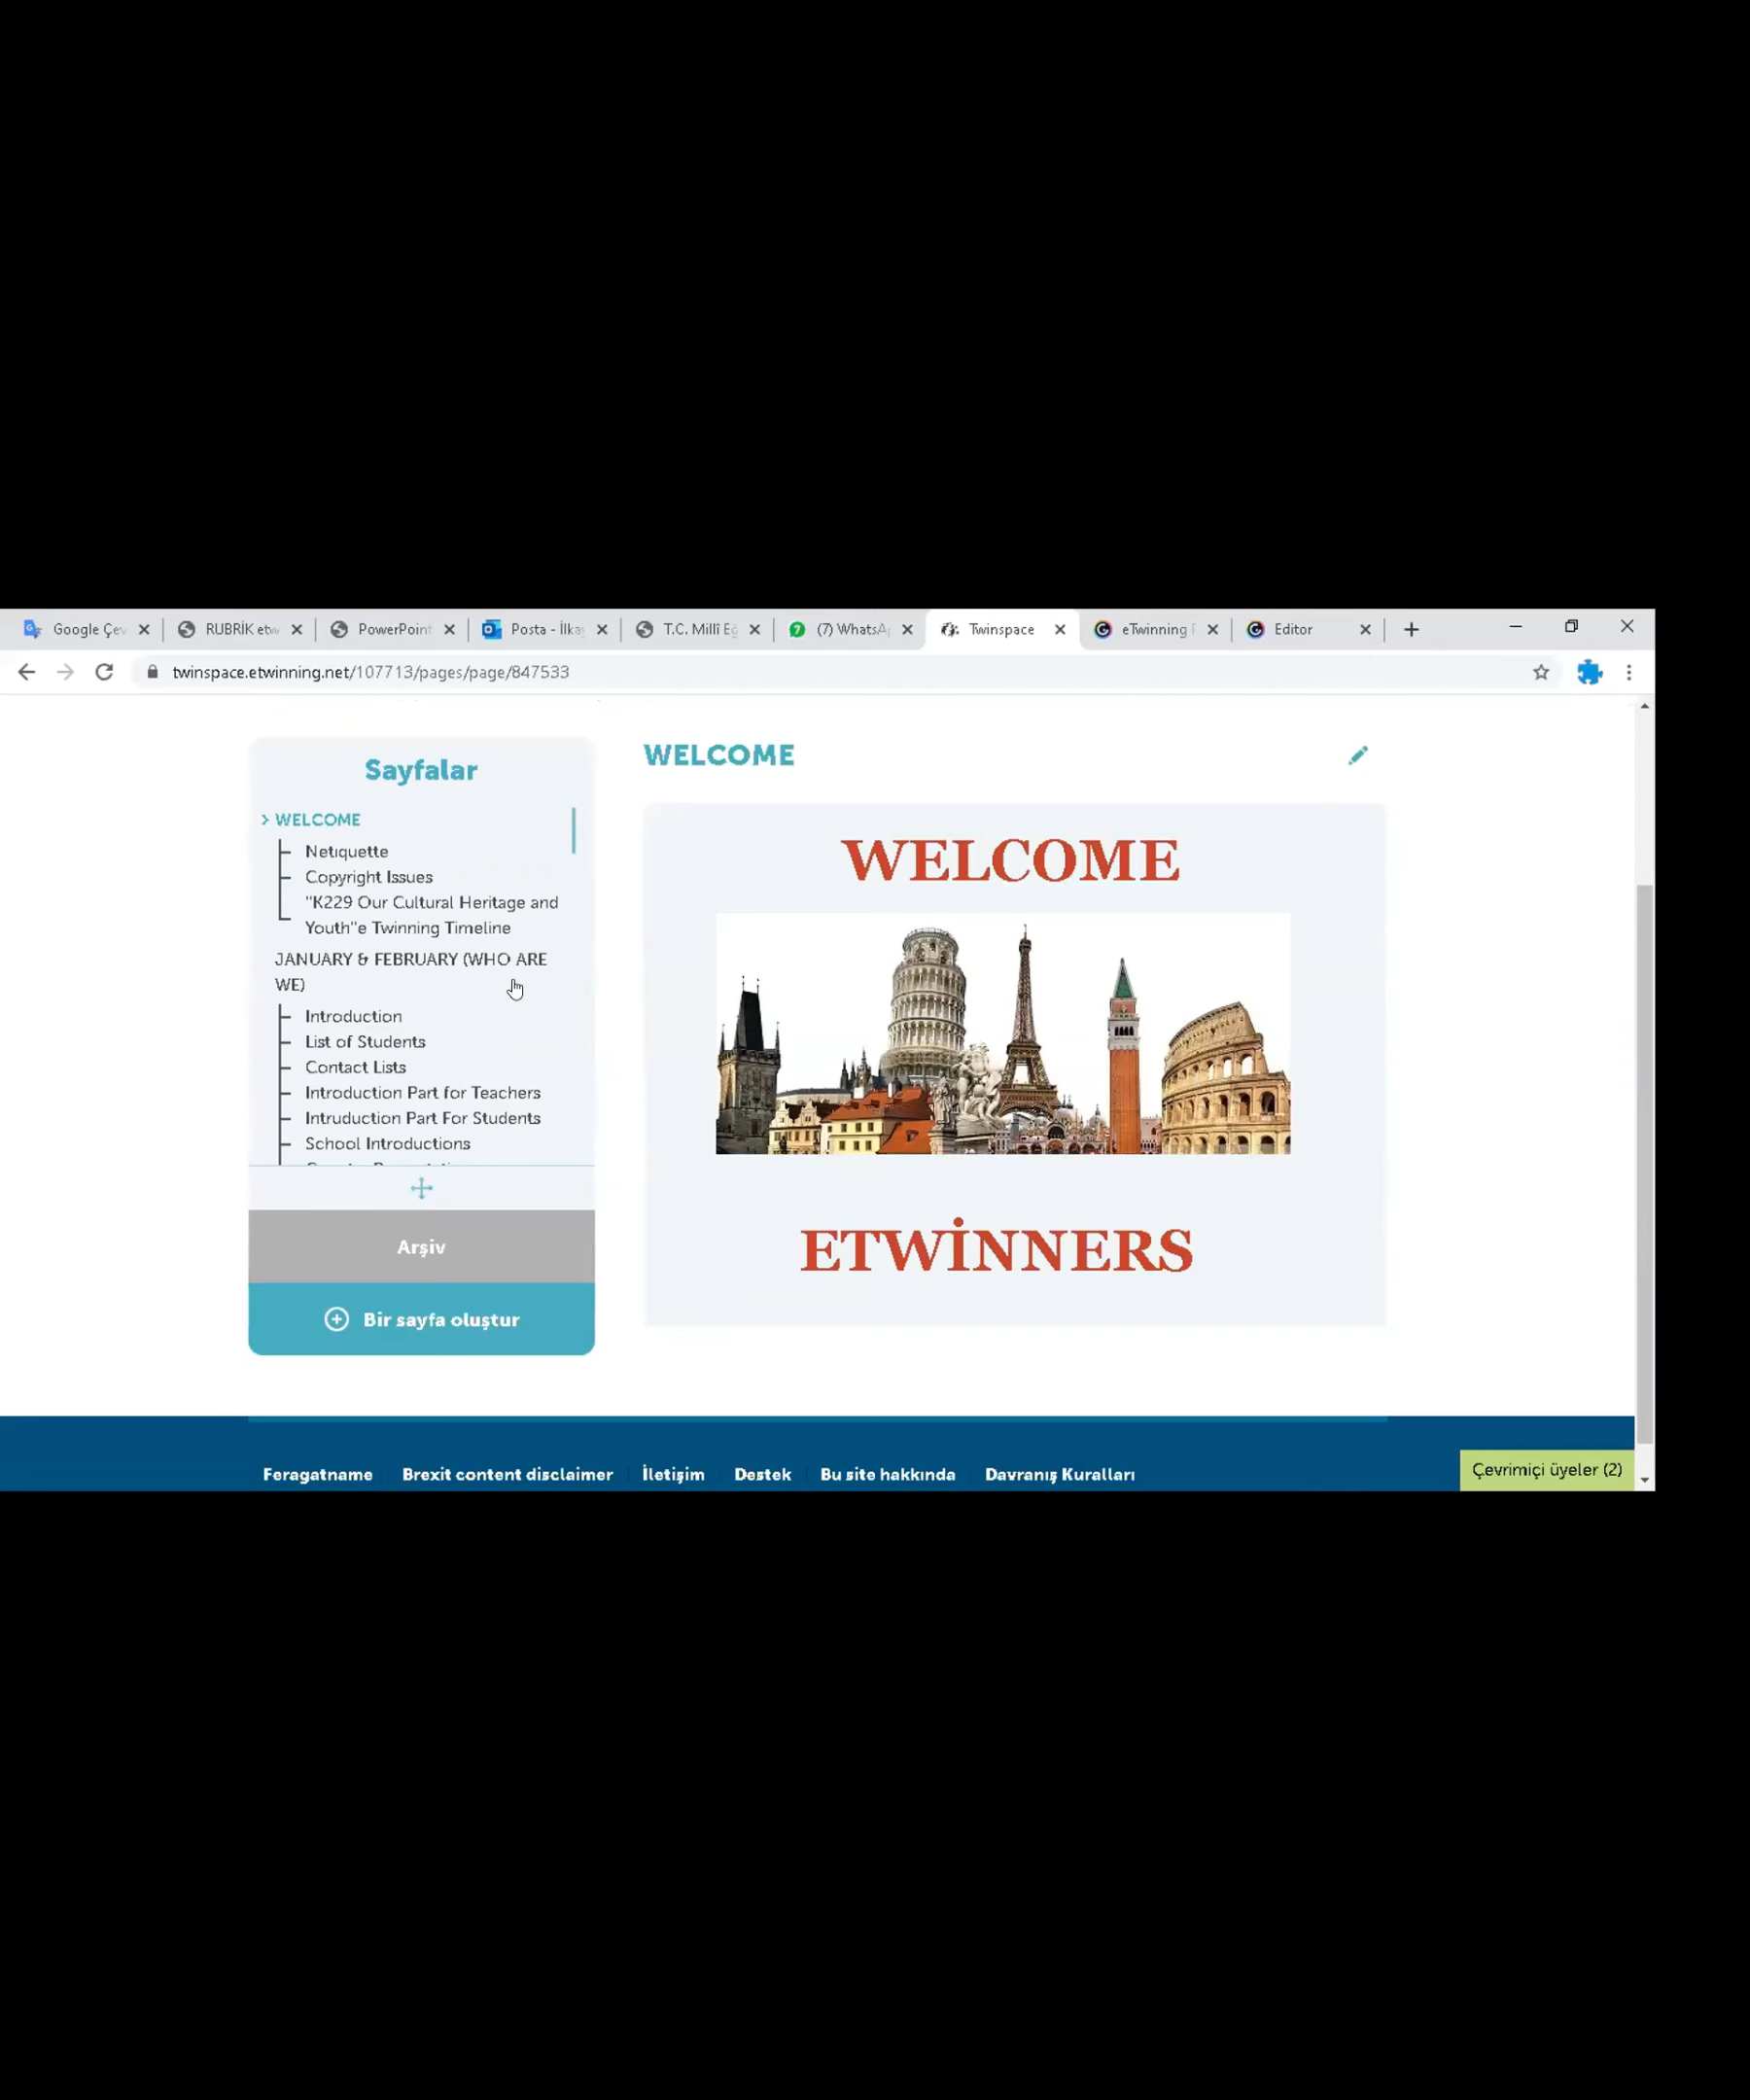 Google Çev
RUBRİK etw
PowerPoint
Posta - İlka
T.C. Millî Eğ
(7) WhatsAp
Twinspace
eTwinning
Editor
twinspace.etwinning.net/107713/pages/page/847533
Sayfalar
WELCOME
Netiquette
Copyright Issues
"K229 Our Cultural Heritage and
Youth"e Twinning Timeline
JANUARY & FEBRUARY (WHO ARE
WE)
Introduction
List of Students
Contact Lists
Introduction Part for Teachers
Intruduction Part For Students
School Introductions
Arşiv
Bir sayfa oluştur
WELCOME
WELCOME
ETWİNNERS
Feragatname
Brexit content disclaimer
İletişim
Destek
Bu site hakkında
Davranış Kuralları
Çevrimiçi üyeler (2)